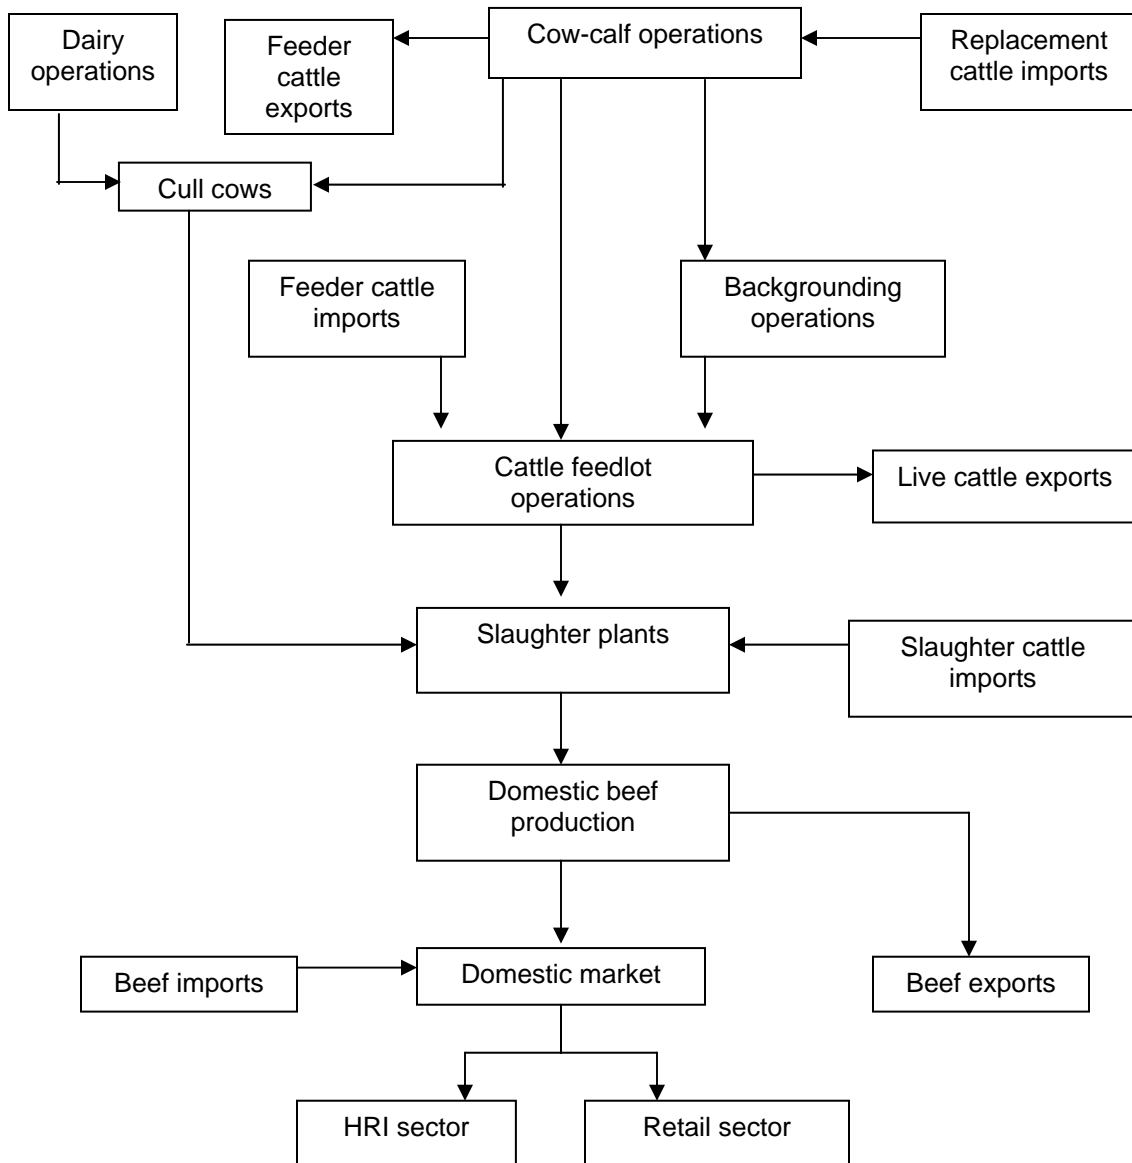 Dairy
operations
Feeder
cattle
exports
Cow-calf operations
Replacement
cattle imports
Cull cows
Feeder cattle
imports
Backgrounding
operations
Cattle feedlot
operations
Live cattle exports
Slaughter plants
Slaughter cattle
imports
Domestic beef
production
Beef imports
Domestic market
Beef exports
HRI sector
Retail sector